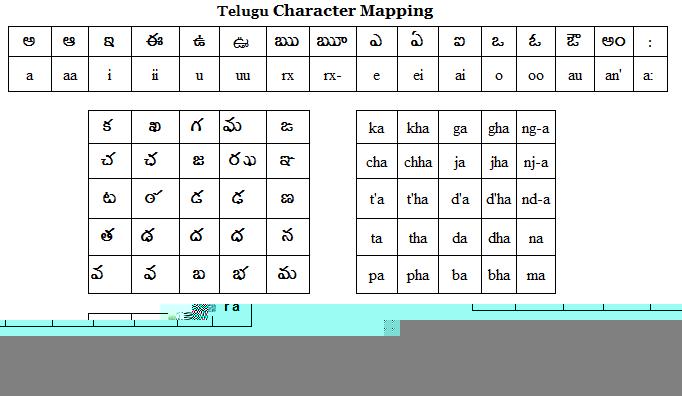 Telugu Character Mapping
అ ఆ ఇ ఈ ఉ ఊ ఋ ౠ ఎ ఏ ఐ ఒ ఓ ఔ అం :
a aa i ii u uu rx rx- e ei ai o oo au an' a:
క ఖ గ ఘ ఙ ka kha ga gha ng-a
చ ఛ జ ఝ ఞ cha chha ja jha nj-a
ట ఠ డ ఢ ణ t'a t'ha d'a d'ha nd-a
త థ ద ధ న ta tha da dha na
ప ఫ బ భ మ pa pha ba bha ma
ra